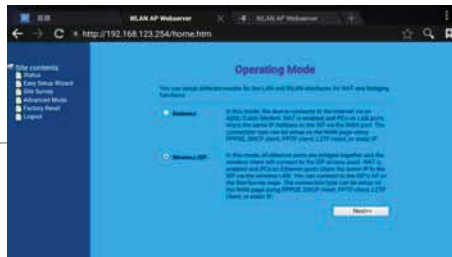 WLAN AP Webserver
WLAN AP Webserver
http://192.168.123.254/home.htm
Site contents
Status
Easy Setup Wizard
Site Survey
Advanced Mode
Factory Reset
Logout
Operating Mode
You can setup different modes for the LAN and WLAN interfaces for NAT and Bridging
functions.
Gateway:
In this mode, the device connects to the internet via an
ADSL/Cable Modem. NAT is enabled and PCs on LAN ports
share the same IP Address to the ISP via the WAN port. The
connection type can be setup on the WAN page using
PPPOE, DHCP client, PPTP client, L2TP client, or static IP.
Wireless ISP:
In this mode, all ethernet ports are bridged together and the
wireless client will connect to the ISP access point. NAT is
enabled and PCs on Ethernet ports share the same IP to the
ISP via the wireless LAN. You can connect to the ISP's AP on
the Site-Survey page. The connection type can be setup on
the WAN page using PPPOE, DHCP client, PPTP client, L2TP
client, or static IP.
Next>>